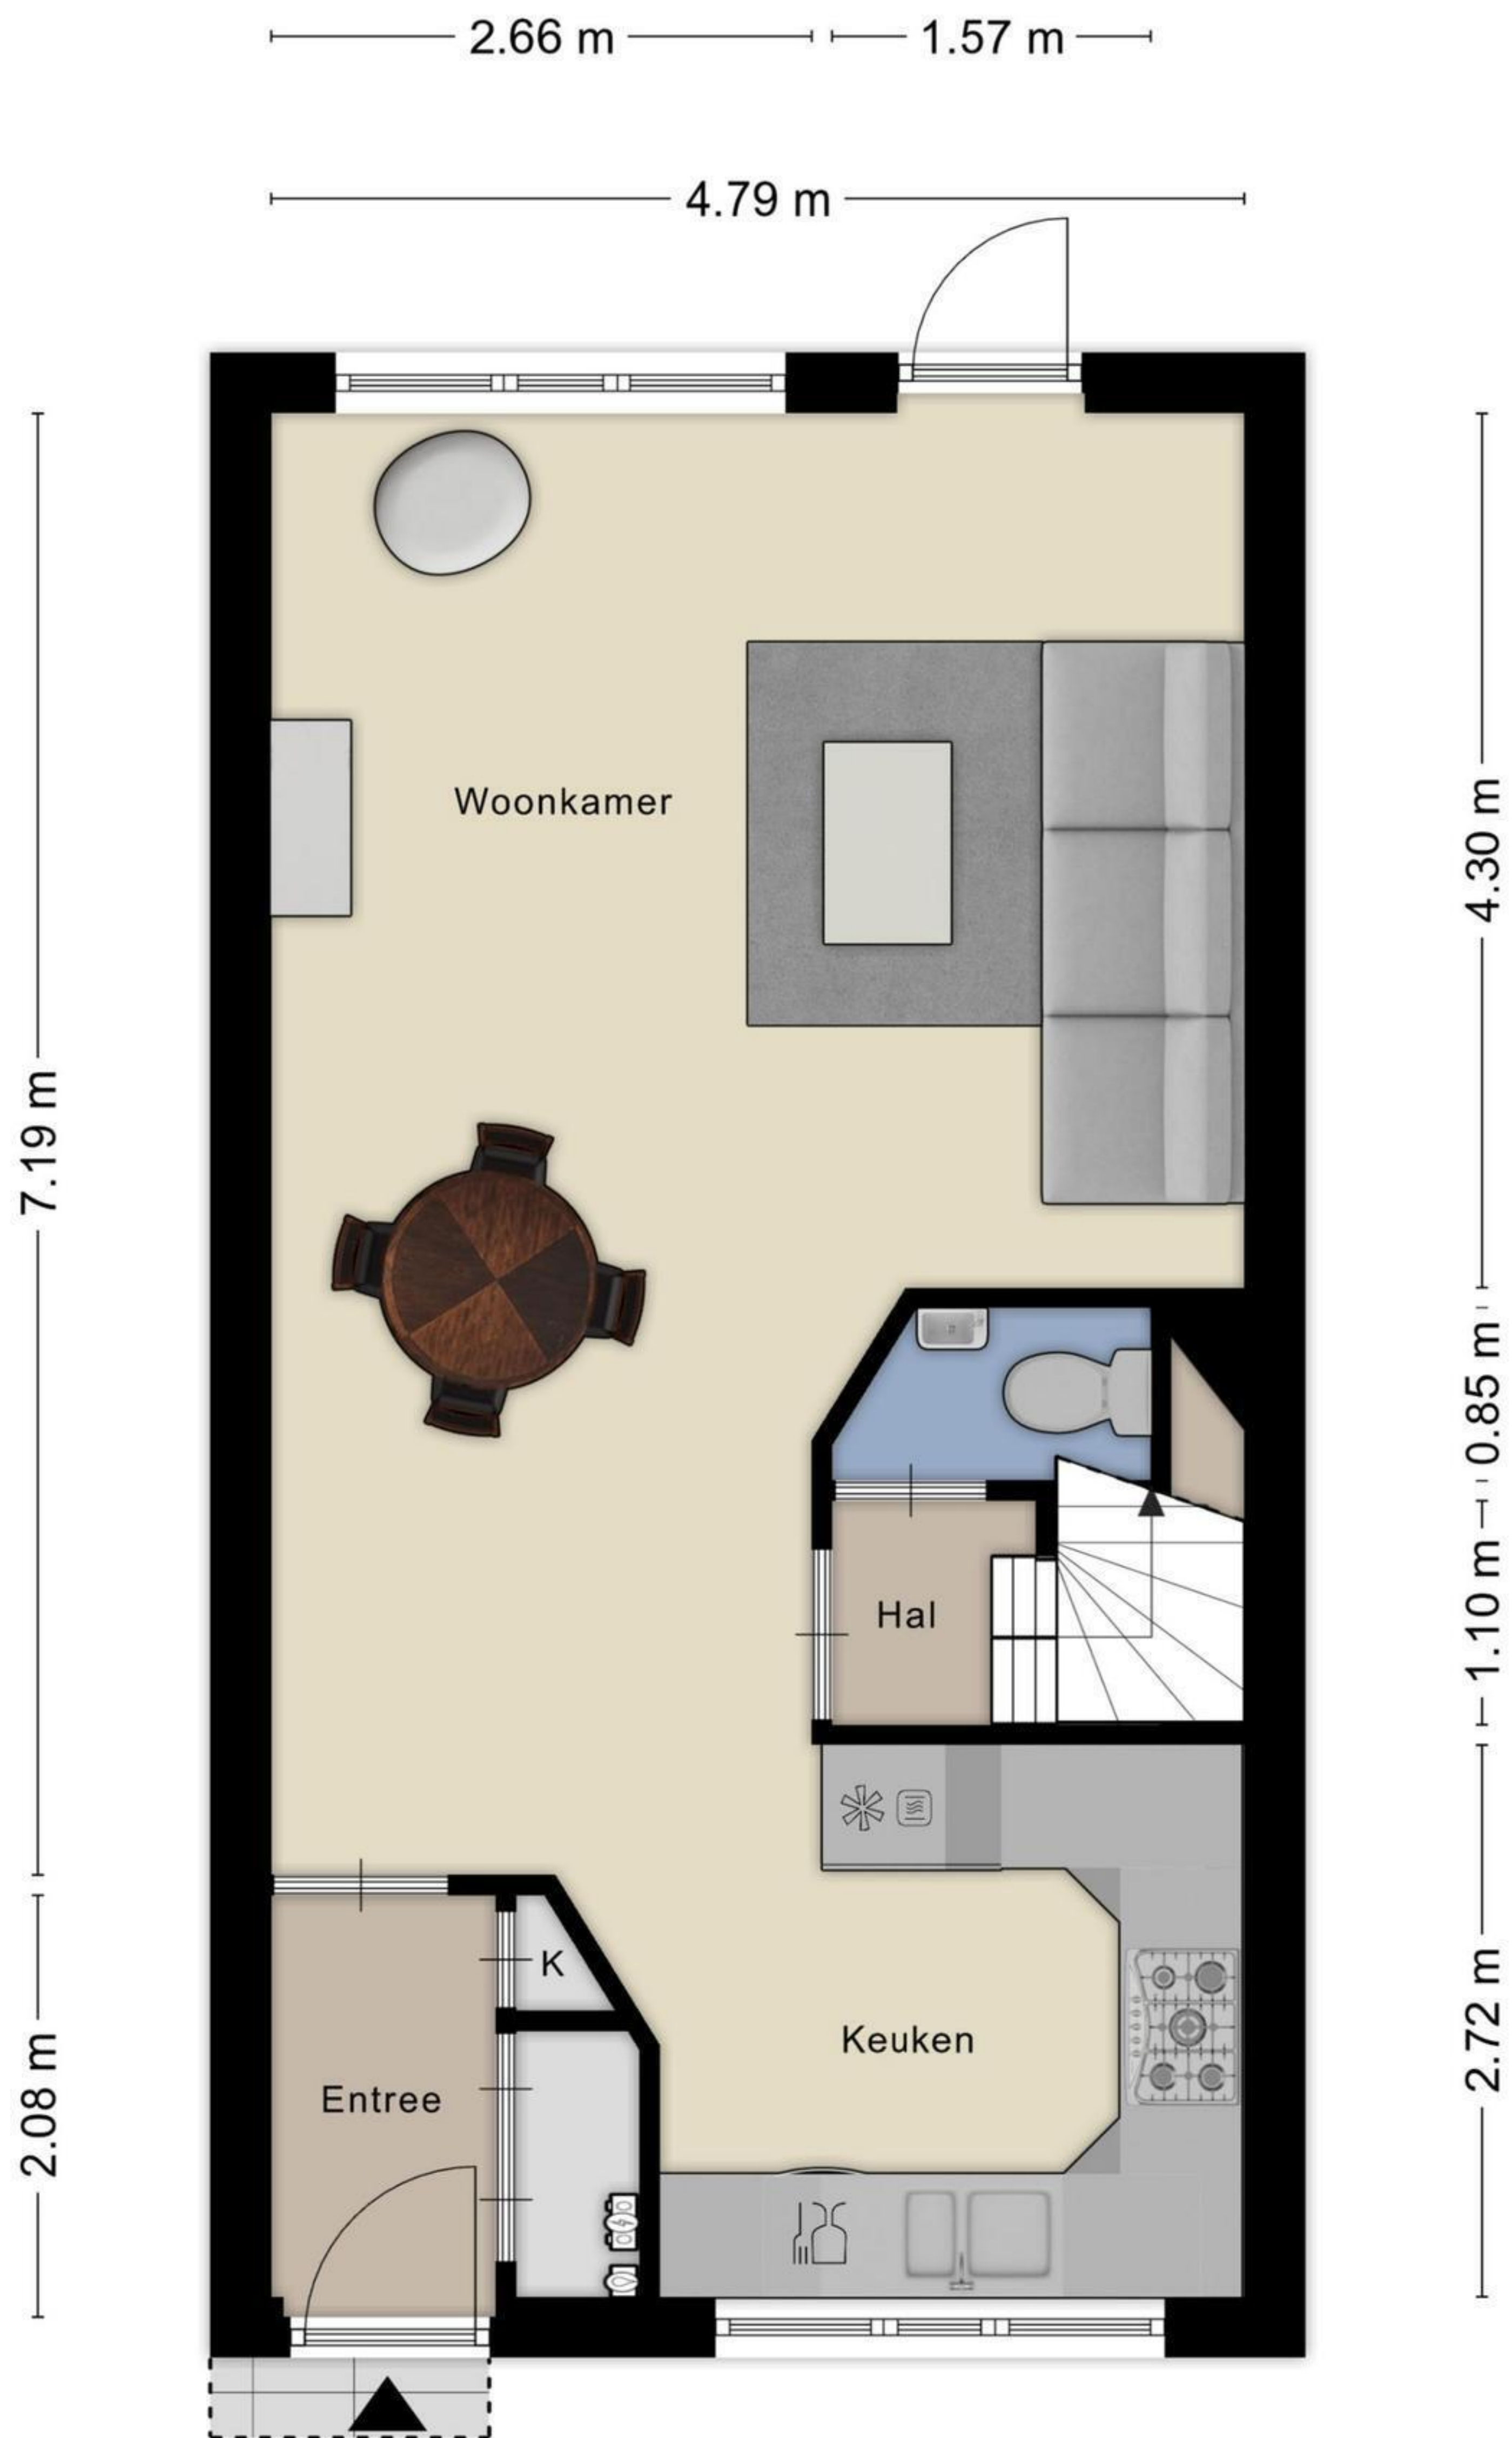 2.66 m
1.57 m
4.79 m
7.19 m
4.30 m
Woonkamer
0.85 m
1.10 m
Hal
K
Keuken
Entree
2.08 m
2.72 m